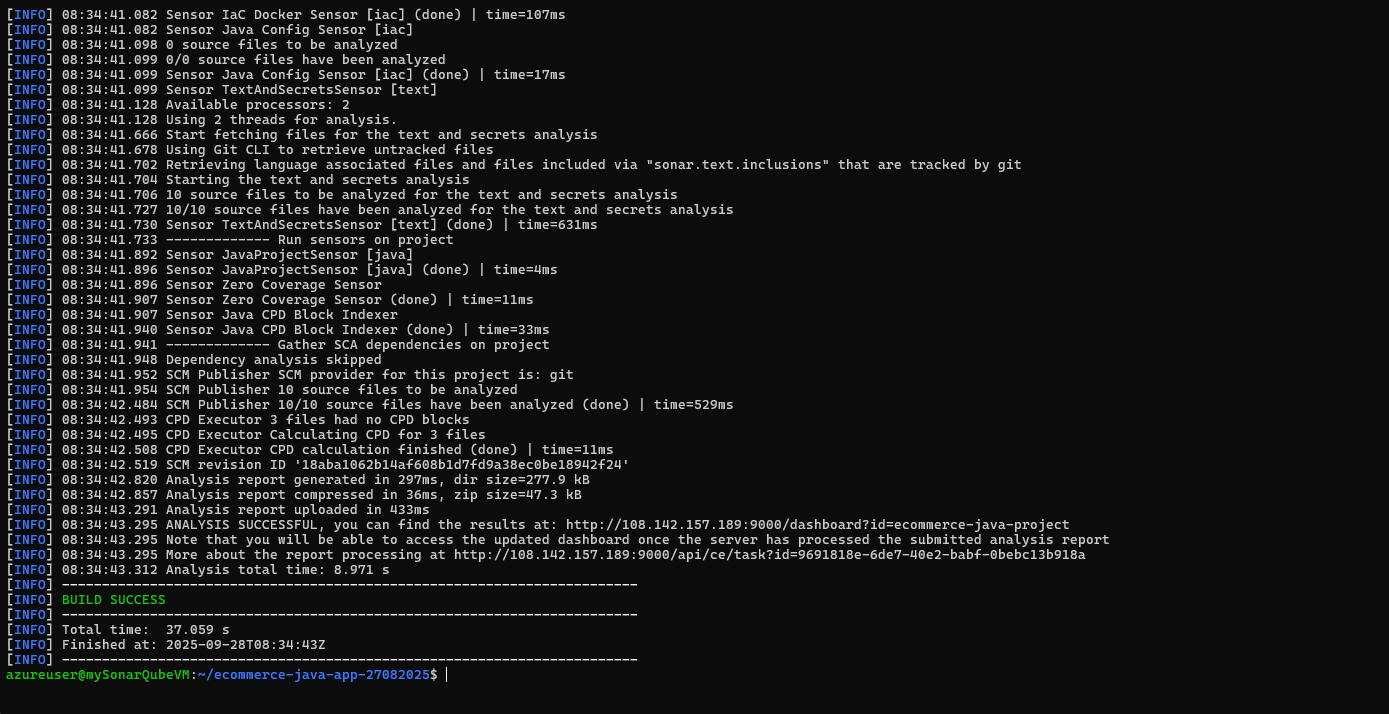 [INFO] 08:34:41.082 Sensor IaC Docker Sensor [iac] (done) | time=107ms
[INFO] 08:34:41.082 Sensor Java Config Sensor [iac]
[INFO] 08:34:41.098 0 source files to be analyzed
[INFO] 08:34:41.099 0/0 source files have been analyzed
[INFO] 08:34:41.099 Sensor Java Config Sensor [iac] (done) | time=17ms
[INFO] 08:34:41.099 Sensor TextAndSecretsSensor [text]
[INFO] 08:34:41.128 Available processors: 2
[INFO] 08:34:41.128 Using 2 threads for analysis.
[INFO] 08:34:41.666 Start fetching files for the text and secrets analysis
[INFO] 08:34:41.678 Using Git CLI to retrieve untracked files
[INFO] 08:34:41.702 Retrieving language associated files and files included via "sonar.text.inclusions" that are tracked by git
[INFO] 08:34:41.704 Starting the text and secrets analysis
[INFO] 08:34:41.706 10 source files to be analyzed for the text and secrets analysis
[INFO] 08:34:41.727 10/10 source files have been analyzed for the text and secrets analysis
[INFO] 08:34:41.730 Sensor TextAndSecretsSensor [text] (done) | time=631ms
[INFO] 08:34:41.733 ------------- Run sensors on project
[INFO] 08:34:41.892 Sensor JavaProjectSensor [java]
[INFO] 08:34:41.896 Sensor JavaProjectSensor [java] (done) | time=4ms
[INFO] 08:34:41.896 Sensor Zero Coverage Sensor
[INFO] 08:34:41.907 Sensor Zero Coverage Sensor (done) | time=11ms
[INFO] 08:34:41.907 Sensor Java CPD Block Indexer
[INFO] 08:34:41.940 Sensor Java CPD Block Indexer (done) | time=33ms
[INFO] 08:34:41.941 ------------- Gather SCA dependencies on project
[INFO] 08:34:41.948 Dependency analysis skipped
[INFO] 08:34:41.952 SCM Publisher SCM provider for this project is: git
[INFO] 08:34:41.954 SCM Publisher 10 source files to be analyzed
[INFO] 08:34:42.484 SCM Publisher 10/10 source files have been analyzed (done) | time=529ms
[INFO] 08:34:42.493 CPD Executor 3 files had no CPD blocks
[INFO] 08:34:42.495 CPD Executor Calculating CPD for 3 files
[INFO] 08:34:42.508 CPD Executor CPD calculation finished (done) | time=11ms
[INFO] 08:34:42.519 SCM revision ID '18aba1062b14af608b1d7fd9a38ec0be18942f24'
[INFO] 08:34:42.820 Analysis report generated in 297ms, dir size=277.9 kB
[INFO] 08:34:42.857 Analysis report compressed in 36ms, zip size=47.3 kB
[INFO] 08:34:43.291 Analysis report uploaded in 433ms
[INFO] 08:34:43.295 ANALYSIS SUCCESSFUL, you can find the results at: http://108.142.157.189:9000/dashboard?id=ecommerce-java-project
[INFO] 08:34:43.295 Note that you will be able to access the updated dashboard once the server has processed the submitted analysis report
[INFO] 08:34:43.295 More about the report processing at http://108.142.157.189:9000/api/ce/task?id=9691818e-6de7-40e2-babf-0bebc13b918a
[INFO] 08:34:43.312 Analysis total time: 8.971 s
[INFO] ------------------------------------------------------------------------
[INFO] BUILD SUCCESS
[INFO] ------------------------------------------------------------------------
[INFO] Total time:  37.059 s
[INFO] Finished at: 2025-09-28T08:34:43Z
[INFO] ------------------------------------------------------------------------
azureuser@mySonarQubeVM:~/ecommerce-java-app-27082025$